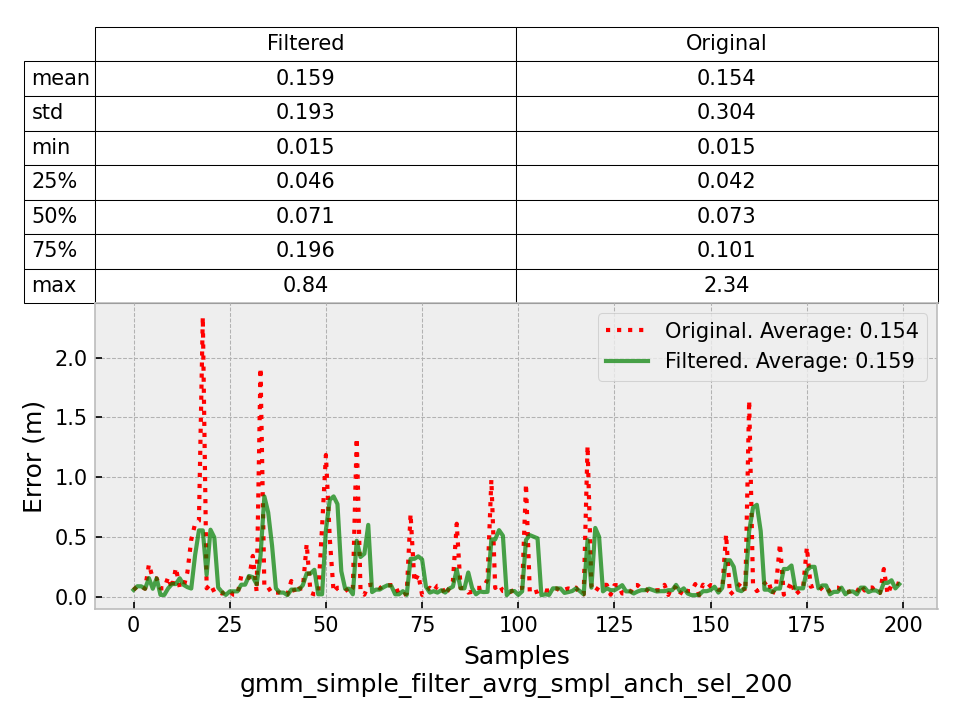 Filtered Original
mean 0.159 0.154
std 0.193 0.304
min 0.015 0.015
25% 0.046 0.042
50% 0.071 0.073
75% 0.196 0.101
max 0.84 2.34
Original. Average: 0.154
Filtered. Average: 0.159
2.0
1.5
1.0
0.5
0.0
Error (m)
0 25 50 75 100 125 150 175 200
Samples
gmm_simple_filter_avrg_smpl_anch_sel_200